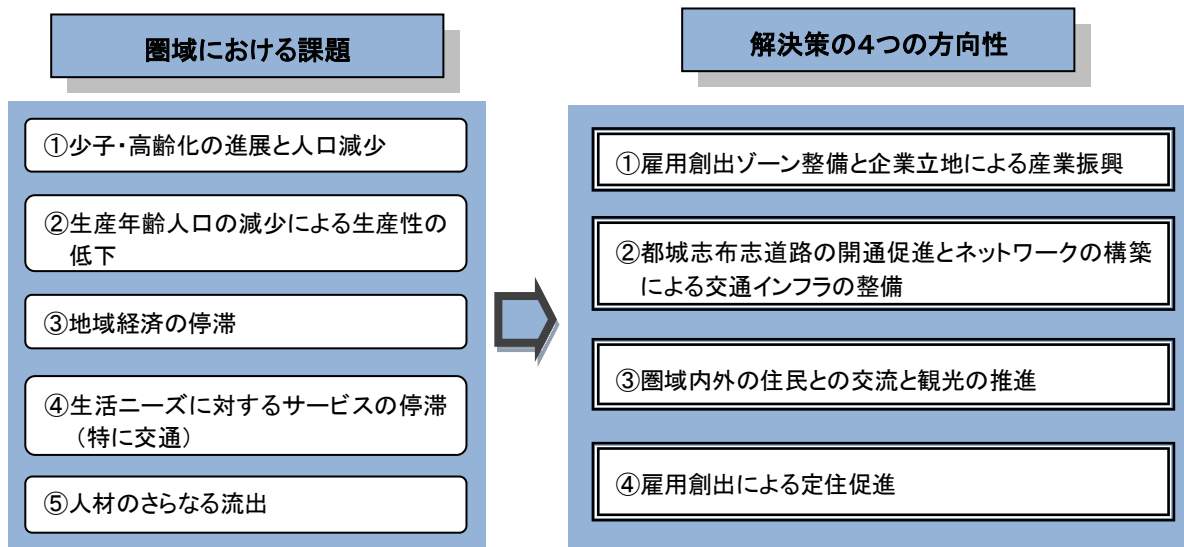 圏域における課題
①少子・高齢化の進展と人口減少
②生産年齢人口の減少による生産性の
低下
③地域経済の停滞
④生活ニーズに対するサービスの停滞
（特に交通）
⑤人材のさらなる流出
解決策の4つの方向性
①雇用創出ゾーン整備と企業立地による産業振興
②都城志布志道路の開通促進とネットワークの構築
による交通インフラの整備
③圏域内外の住民との交流と観光の推進
④雇用創出による定住促進